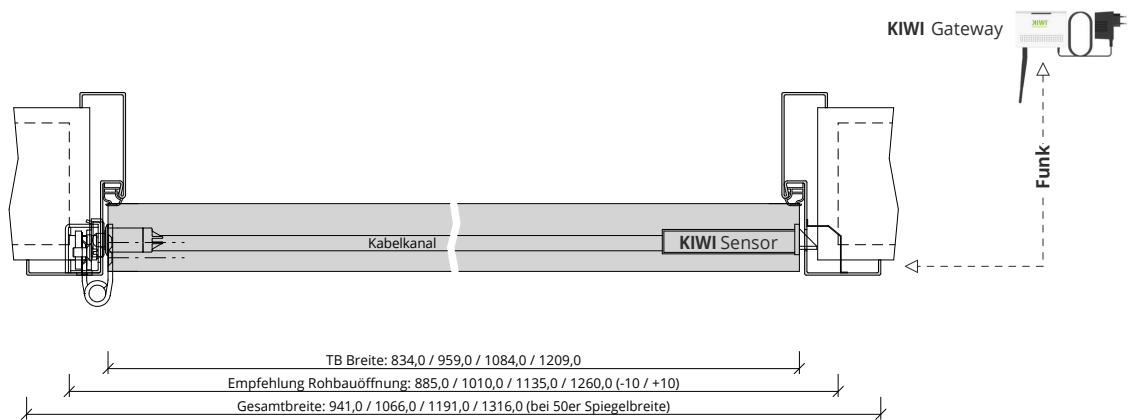 KIWI Gateway
KIWI
Funk
Kabelkanal
KIWI Sensor
TB Breite: 834,0 / 959,0 / 1084,0 / 1209,0
Empfehlung Rohbauöffnung: 885,0 / 1010,0 / 1135,0 / 1260,0 (-10 / +10)
Gesamtbreite: 941,0 / 1066,0 / 1191,0 / 1316,0 (bei 50er Spiegelbreite)